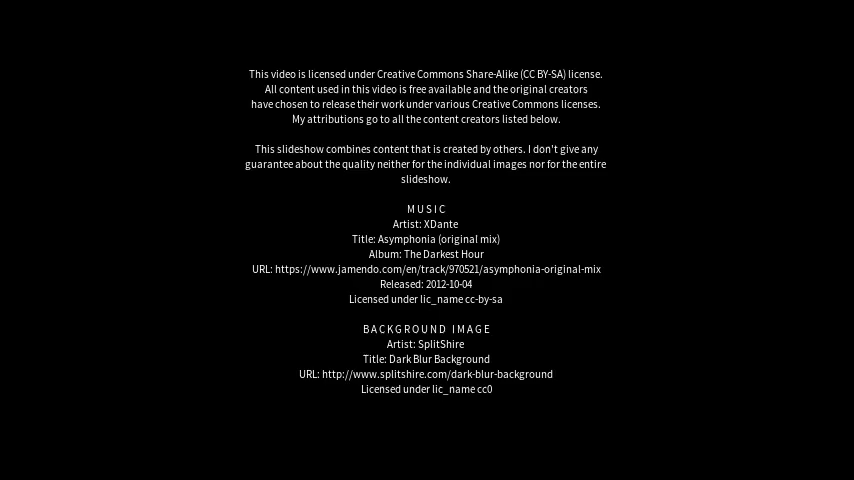 This video is licensed under Creative Commons Share-Alike (CC BY-SA) license.
All content used in this video is free available and the original creators
have chosen to release their work under various Creative Commons licenses.
My attributions go to all the content creators listed below.
This slideshow combines content that is created by others. I don't give any
guarantee about the quality neither for the individual images nor for the entire
slideshow.
MUSIC
Artist: XDante
Title: Asymphonia (original mix)
Album: The Darkest Hour
URL: https://www.jamendo.com/en/track/970521/asymphonia-original-mix
Released: 2012-10-04
Licensed under lic_name cc-by-sa
BACKGROUND IMAGE
Artist: SplitShire
Title: Dark Blur Background
URL: http://www.splitshire.com/dark-blur-background
Licensed under lic_name cc0